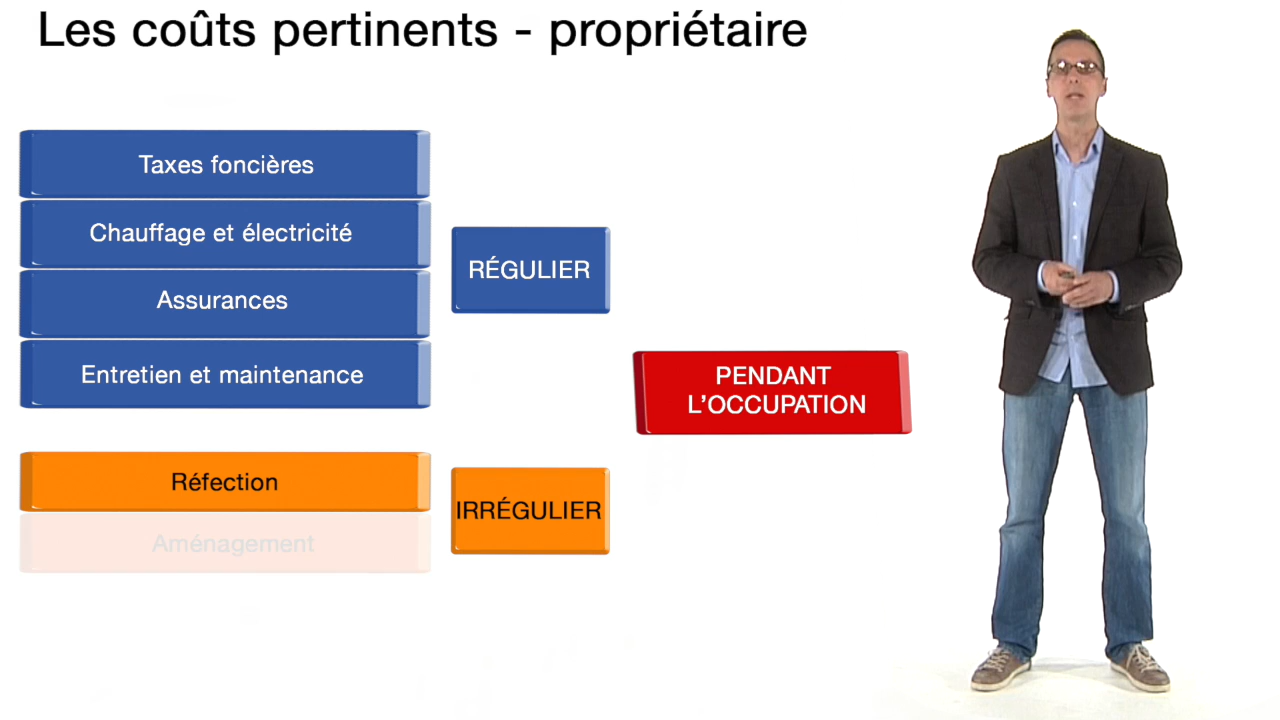 Les coûts pertinents - propriétaire
Taxes foncières
Chauffage et électricité
Assurances
Entretien et maintenance
RÉGULIER
PENDANT
L'OCCUPATION
Réfection
Aménagement
IRRÉGULIER